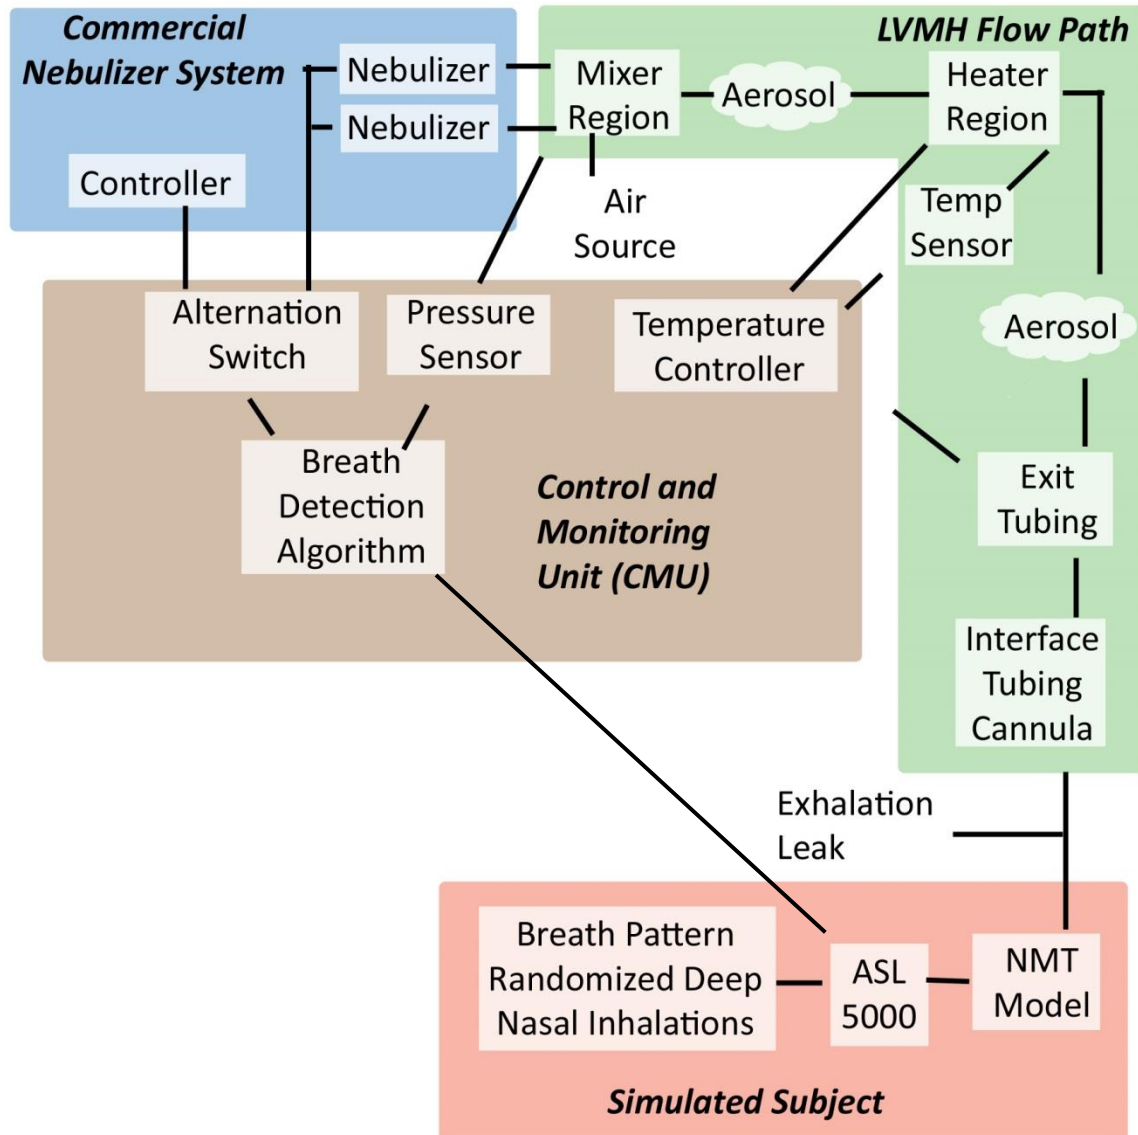 Commercial
Nebulizer System
Nebulizer
Nebulizer
Controller
LVMH Flow Path
Mixer
Region
Aerosol
Heater
Region
Air
Source
Temp
Sensor
Aerosol
Exit
Tubing
Interface
Tubing
Cannula
Alternation
Switch
Pressure
Sensor
Temperature
Controller
Breath
Detection
Algorithm
Control and
Monitoring
Unit (CMU)
Exhalation
Leak
Breath Pattern
Randomized Deep
Nasal Inhalations
ASL
5000
NMT
Model
Simulated Subject